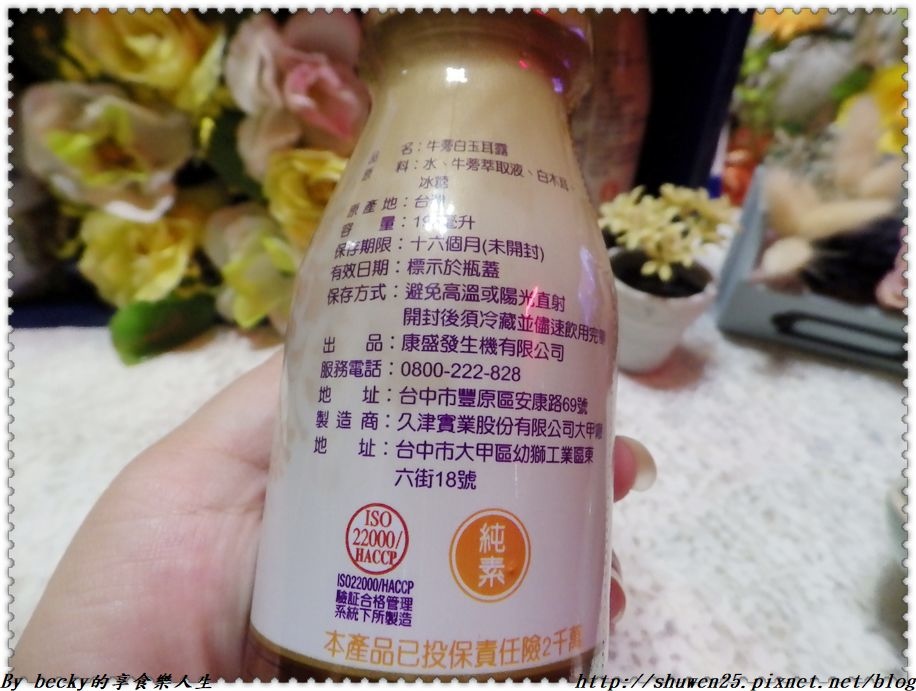 品　　名：牛蒡白玉耳露
原　　料：水、牛蒡萃取液、白木耳、
冰糖
原產地：台灣
容　　量：毫升
保存期限：十六個月(未開封)
有效日期：標示於瓶蓋
保存方式：避免高溫或陽光直射
開封後須冷藏並儘速飲用完畢
出　　品：康盛發生機有限公司
服務電話：0800-222-828
地　　址：台中市豐原區安康路69號
製造商：久津實業股份有限公司大甲廠
地　　址：台中市大甲區幼獅工業區東
六街18號
ISO
22000/
HACCP
純素
ISO22000/HACCP
驗証合格管理
系統下所製造
本產品已投保責任險2千萬
By becky的享食樂人生
http://shuwen25.pixnet.net/blog